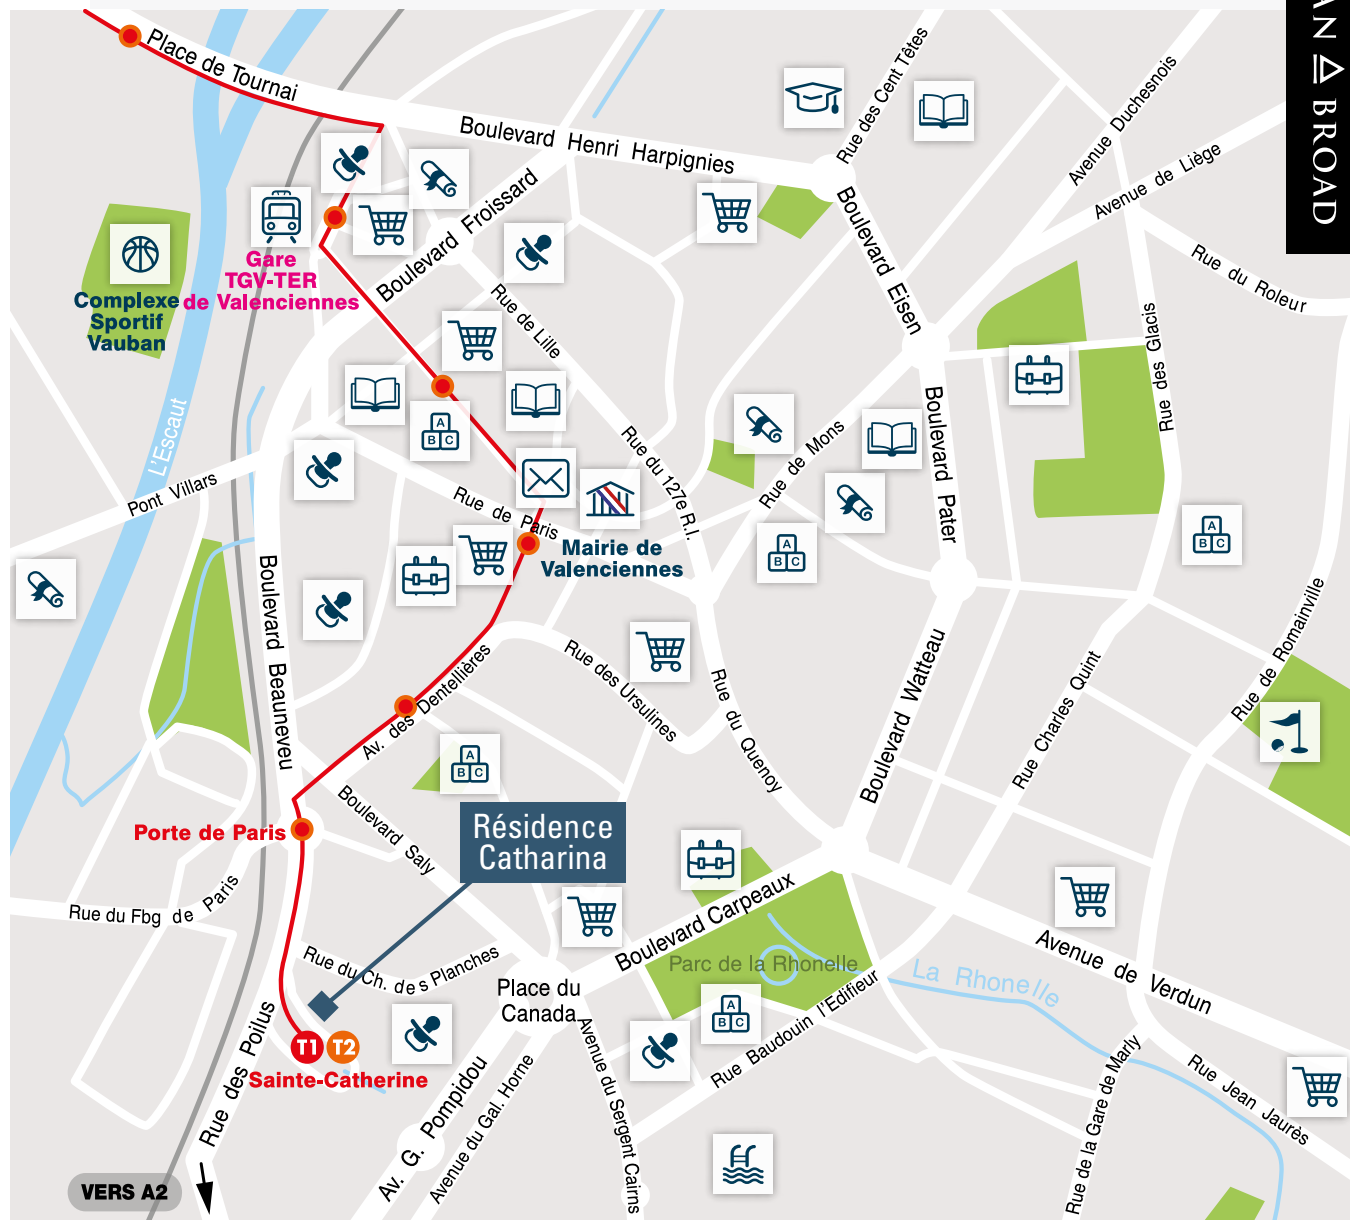 AN BROAD
Place de Tournai
Boulevard Henri Harpignies
Rue des Cent Têtes
Avenue Duchesnois
Avenue de Liège
Rue du Roleur
Boulevard Froissard
Boulevard Eisen
Gare
TGV-TER
de Valenciennes
Complexe
Sportif
Vauban
Rue de Lille
Rue des Glacis
L'Escaut
Pont Villars
A
B C
Rue du 127e R.I.
Rue de Mons
Boulevard Pater
Rue de Paris
Mairie de
Valenciennes
A
B C
A
B C
Boulevard Beauneveu
Rue de Romainville
Rue des Ursulines
Boulevard Watteau
Rue Charles Quint
Av. des Dentellières
Rue du Quenoy
A
B C
Porte de Paris
Boulevard Saly
Résidence
Catharina
Rue du Fbg de Paris
Boulevard Carpeaux
Rue du Ch. des Planches
Parc de la Rhonelle
La Rhonelle
Avenue de Verdun
Place du
Canada
A
B C
Rue Baudouin l'Edifieur
T1 T2
Sainte-Catherine
Rue des Poilus
Av. G. Pompidou
Avenue du Gal. Horne
Avenue du Sergent Cairns
Rue de la Gare de Marly
Rue Jean Jaurès
VERS A2